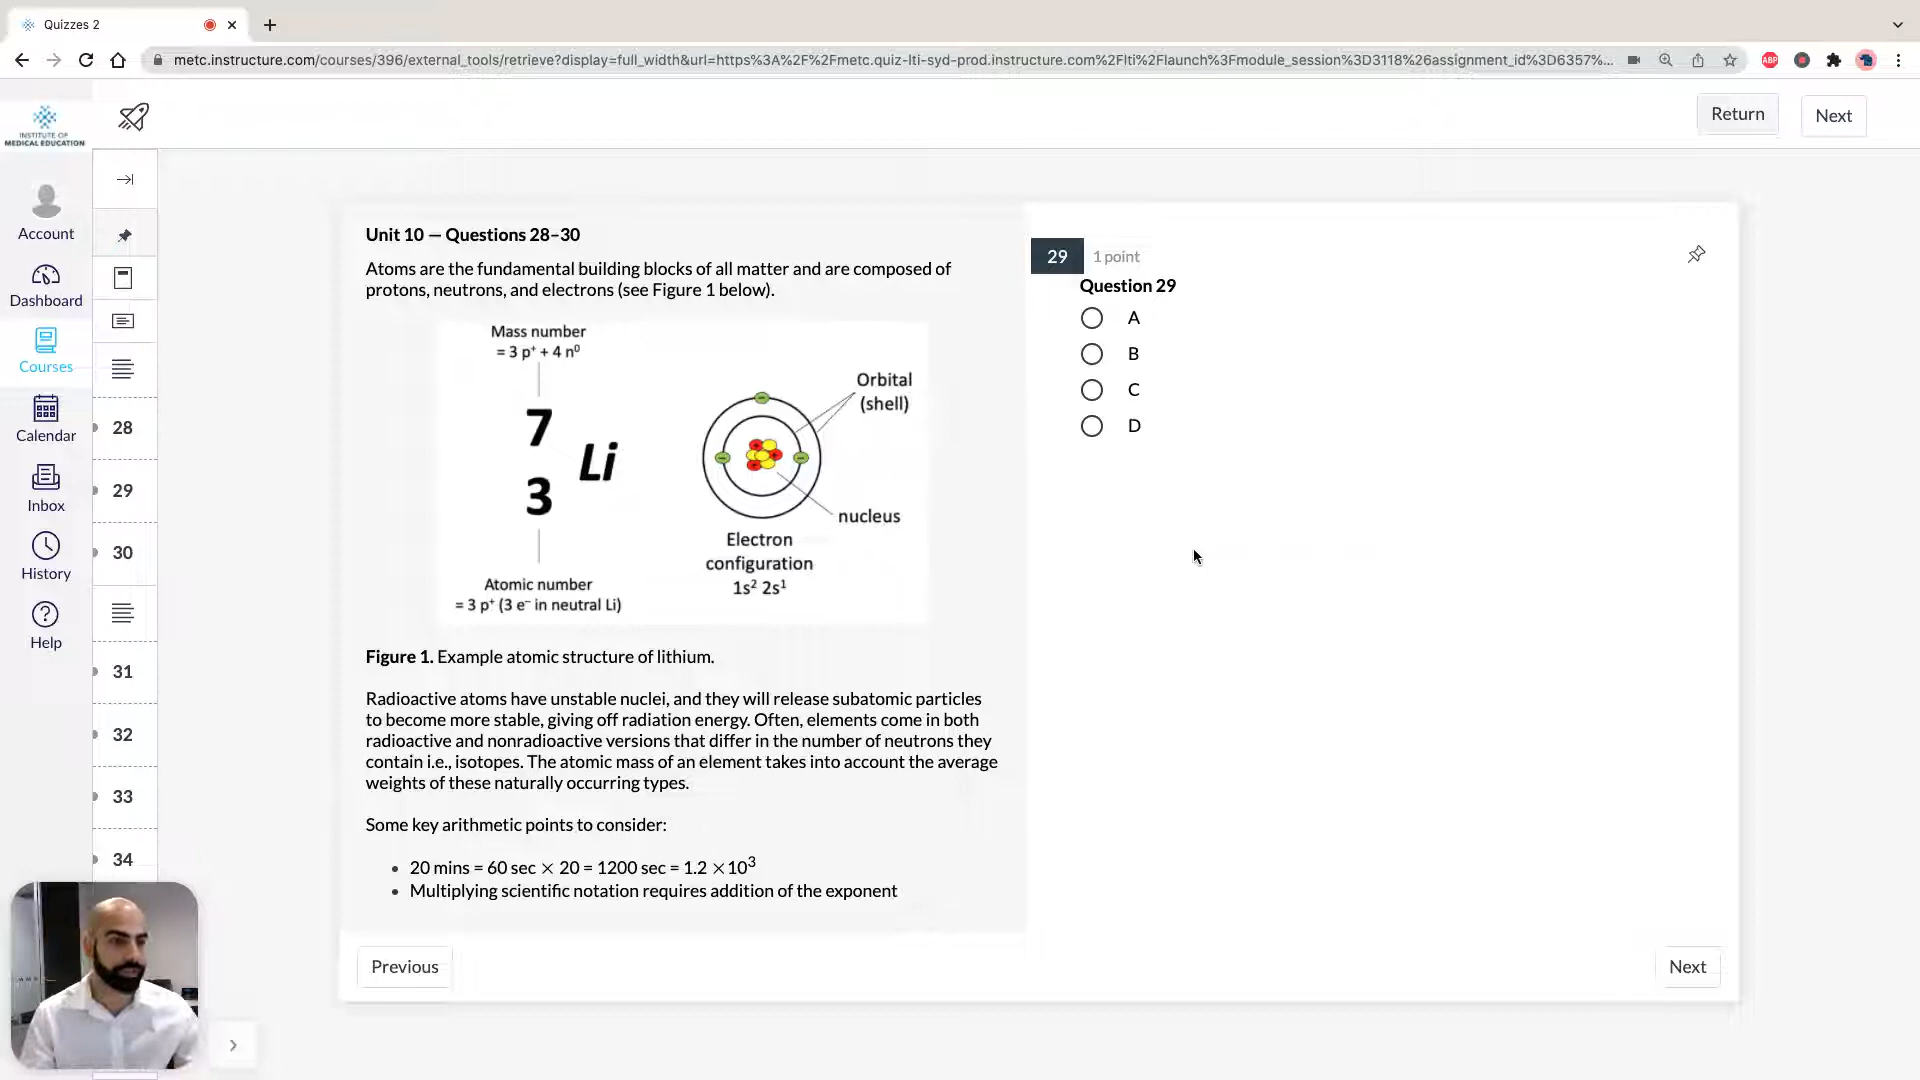 Quizzes 2
metc.instructure.com/courses/396/external_tools/retrieve?display=full_width&url=https%3A%2F%2Fmetc.quiz-lti-syd-prod.instructure.com%2Flti%2Flaunch%3Fmodule_session%3D3118%26assignment_id%3D6357%...
ABP
INSTITUTE OF
MEDICAL EDUCATION
Return
Next
Account
Dashboard
Courses
Calendar
Inbox
History
Help
28
29
30
31
32
33
34
Unit 10 — Questions 28–30
Atoms are the fundamental building blocks of all matter and are composed of
protons, neutrons, and electrons (see Figure 1 below).
Mass number
= 3 p⁺ + 4 n⁰
7
Li
3
Atomic number
= 3 p⁺ (3 e⁻ in neutral Li)
Orbital
(shell)
nucleus
Electron
configuration
1s² 2s¹
Figure 1. Example atomic structure of lithium.
Radioactive atoms have unstable nuclei, and they will release subatomic particles
to become more stable, giving off radiation energy. Often, elements come in both
radioactive and nonradioactive versions that differ in the number of neutrons they
contain i.e., isotopes. The atomic mass of an element takes into account the average
weights of these naturally occurring types.
Some key arithmetic points to consider:
• 20 mins = 60 sec × 20 = 1200 sec = 1.2 ×10³
• Multiplying scientific notation requires addition of the exponent
29
1 point
Question 29
A
B
C
D
Previous
Next